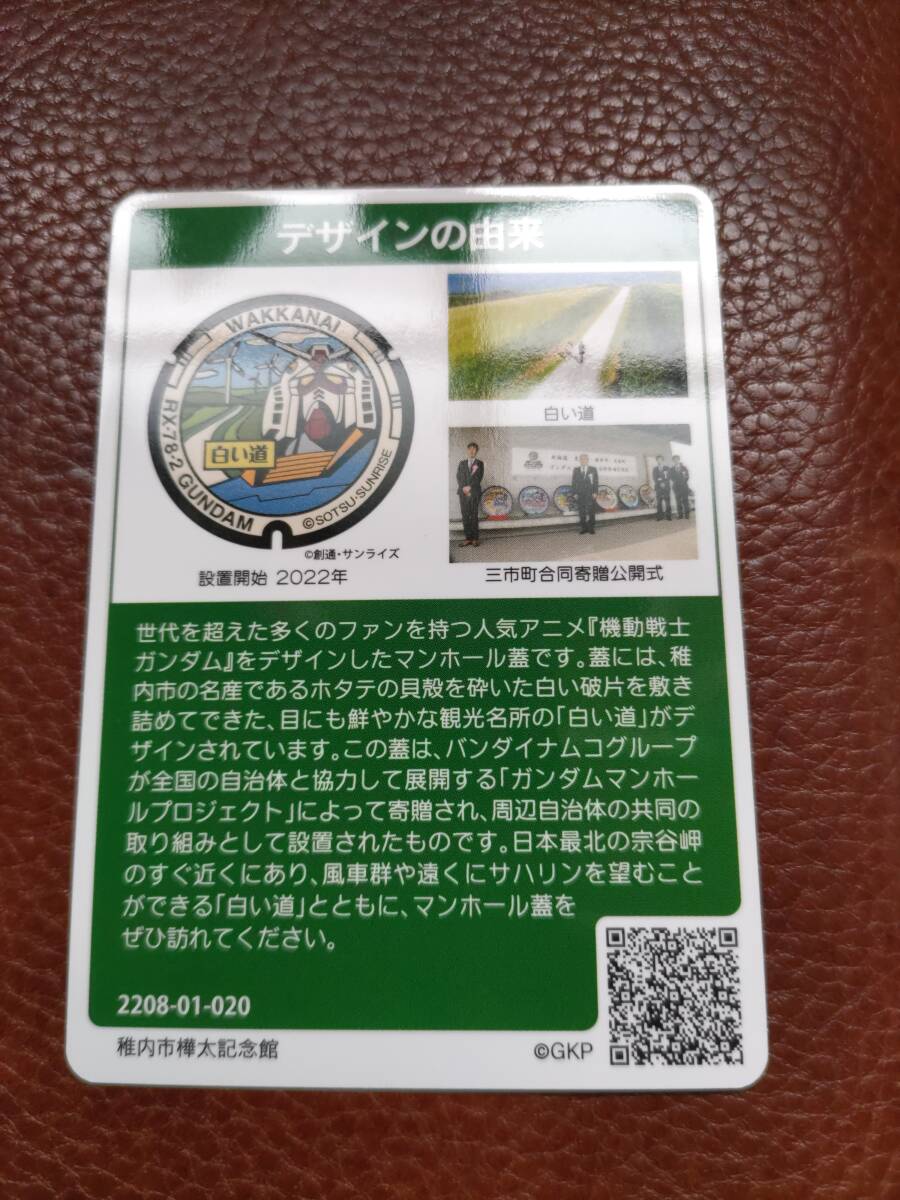 デザインの由来
WAKKANAI
RX-78-2 GUNDAM
白い道
©SOTSU・SUNRISE
©創通・サンライズ
設置開始 2022年
白い道
三市町合同寄贈公開式
世代を超えた多くのファンを持つ人気アニメ『機動戦士
ガンダム』をデザインしたマンホール蓋です。蓋には、稚
内市の名産であるホタテの貝殻を砕いた白い破片を敷き
詰めてできた、目にも鮮やかな観光名所の「白い道」がデ
ザインされています。この蓋は、バンダイナムコグループ
が全国の自治体と協力して展開する「ガンダムマンホー
ルプロジェクト」によって寄贈され、周辺自治体の共同の
取り組みとして設置されたものです。日本最北の宗谷岬
のすぐ近くにあり、風車群や遠くにサハリンを望むこと
ができる「白い道」とともに、マンホール蓋を
ぜひ訪れてください。
2208-01-020
稚内市樺太記念館
©GKP